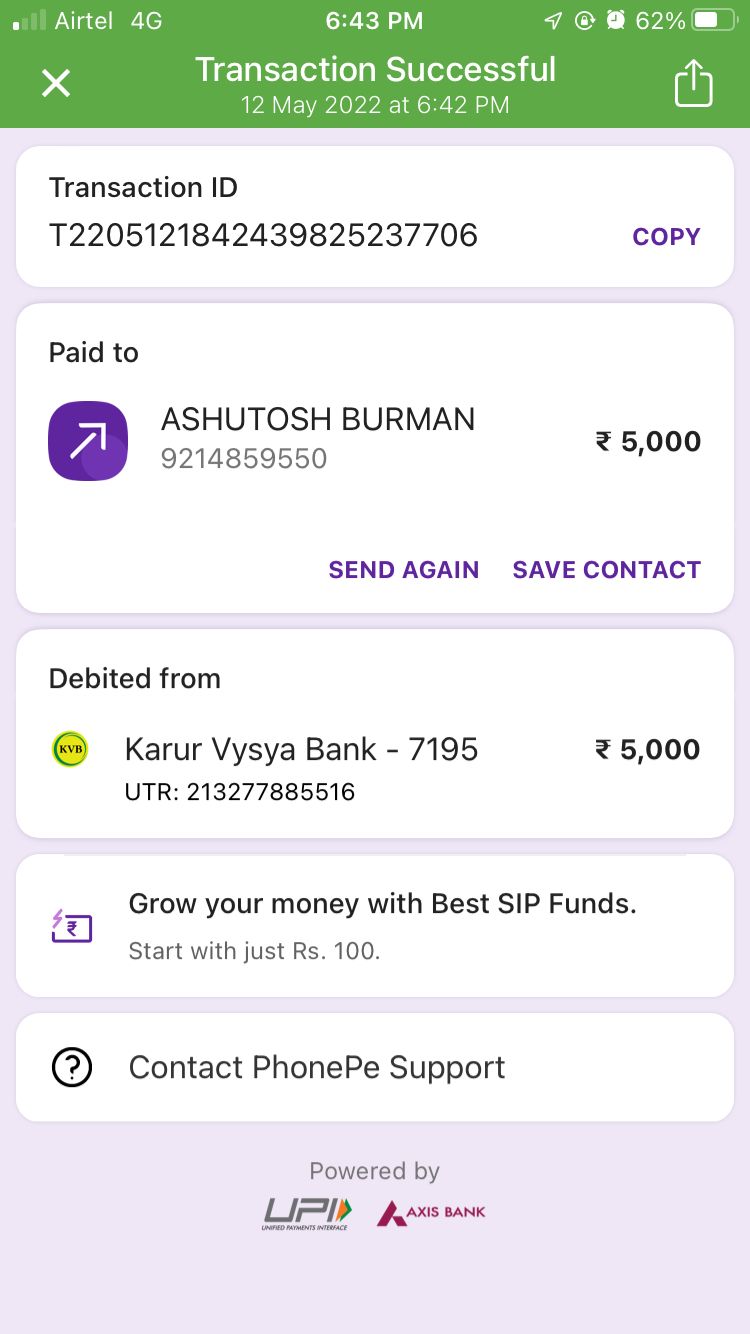 Airtel 4G 6:43 PM 62%
Transaction Successful
12 May 2022 at 6:42 PM
Transaction ID
T2205121842439825237706 COPY
Paid to
ASHUTOSH BURMAN
9214859550
₹ 5,000
SEND AGAIN SAVE CONTACT
Debited from
KVB
Karur Vysya Bank - 7195 ₹ 5,000
UTR: 213277885516
Grow your money with Best SIP Funds.
Start with just Rs. 100.
Contact PhonePe Support
Powered by
UPI AXIS BANK
UNIFIED PAYMENTS INTERFACE